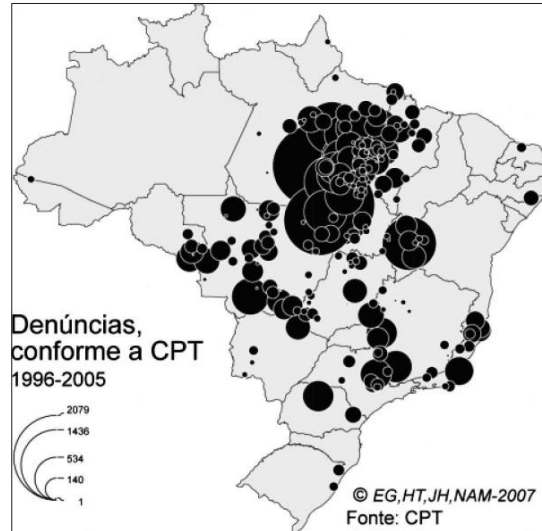 Denúncias,
conforme a CPT
1996-2005
2079
1436
534
140
1
© EG,HT,JH,NAM-2007
Fonte: CPT